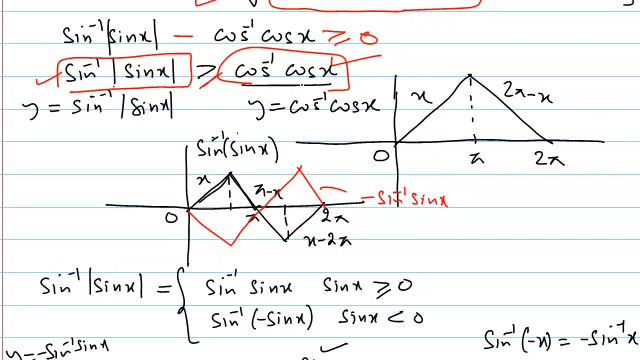 sin⁻¹|sinx| − cos⁻¹cosx ≥ 0
sin⁻¹|sinx| ≥ cos⁻¹cosx
y = sin⁻¹|sinx|
y = cos⁻¹cosx
x
2π−x
0
π
2π
sin⁻¹(sinx)
x
π−x
−sin⁻¹sinx
0
π
2π
x−2π
sin⁻¹|sinx| = { sin⁻¹sinx sinx ≥ 0
sin⁻¹(−sinx) sinx < 0
y = −sin⁻¹sinx
sin⁻¹(−x) = −sin⁻¹x